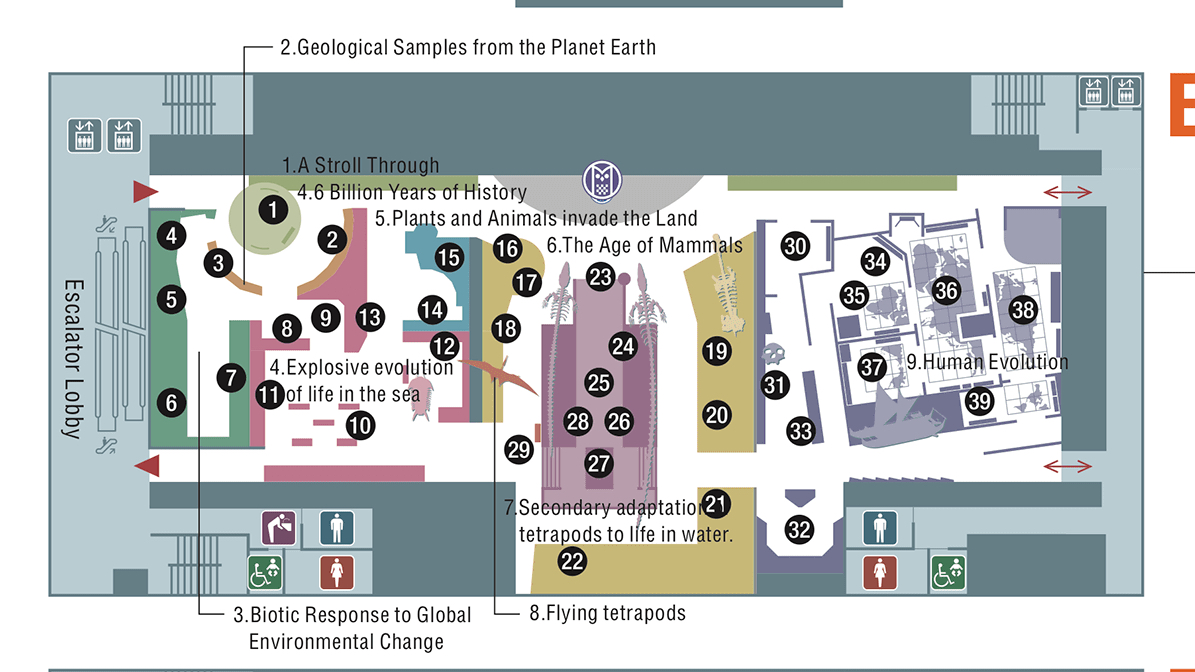 2.Geological Samples from the Planet Earth
1.A Stroll Through
4.6 Billion Years of History
5.Plants and Animals invade the Land
6.The Age of Mammals
1
2
3
4
5
6
7
8
9
10
11
12
13
14
15
16
17
18
19
20
21
22
23
24
25
26
27
28
29
30
31
32
33
34
35
36
37
38
39
Escalator Lobby
4.Explosive evolution
of life in the sea
9.Human Evolution
7.Secondary adaptation
tetrapods to life in water.
3.Biotic Response to Global
Environmental Change
8.Flying tetrapods